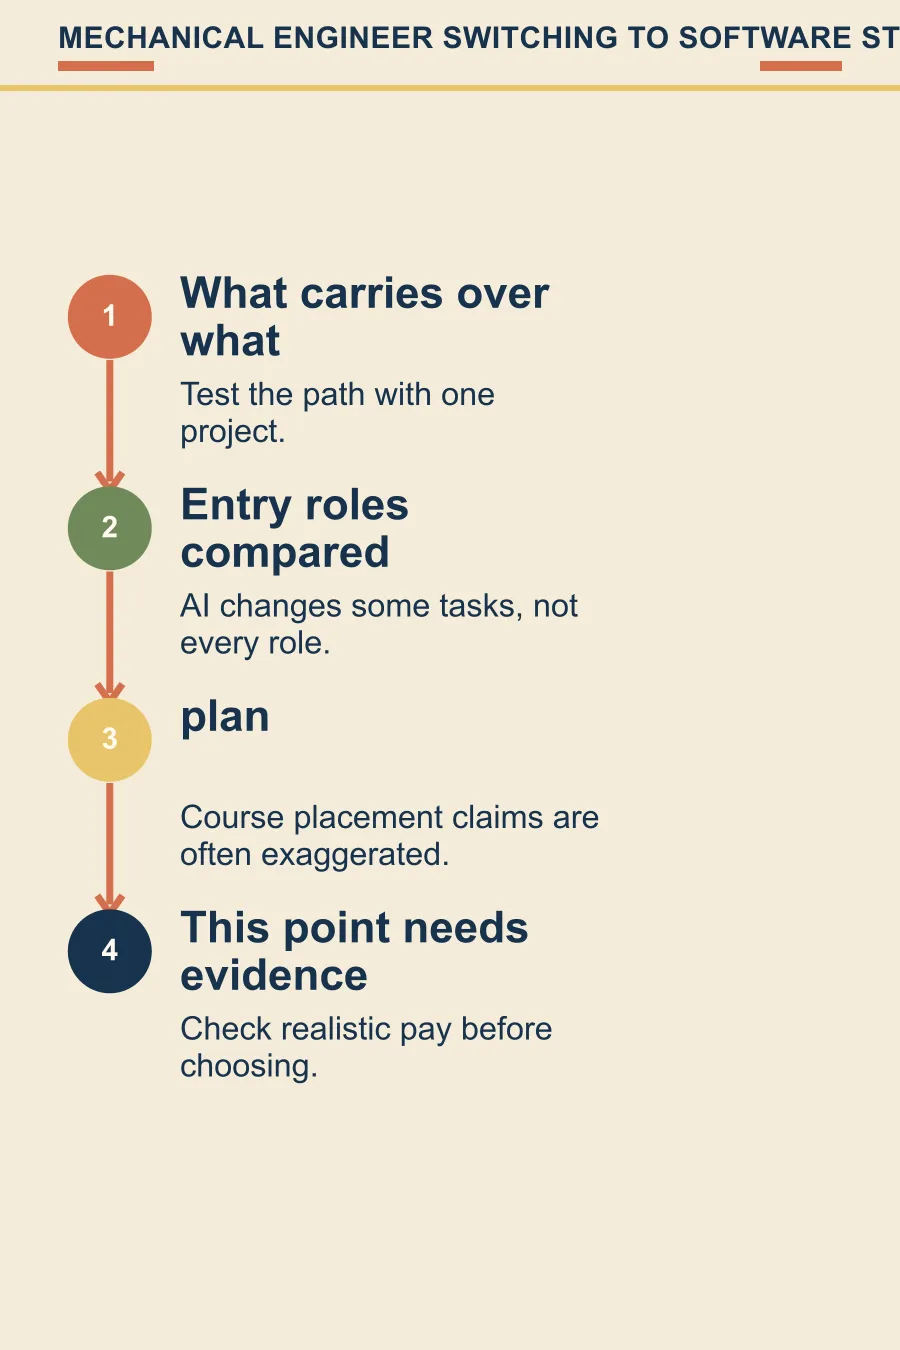 MECHANICAL ENGINEER SWITCHING TO SOFTWARE ST
1
What carries over
what
Test the path with one
project.
2
Entry roles
compared
AI changes some tasks, not
every role.
3
plan
Course placement claims are
often exaggerated.
4
This point needs
evidence
Check realistic pay before
choosing.